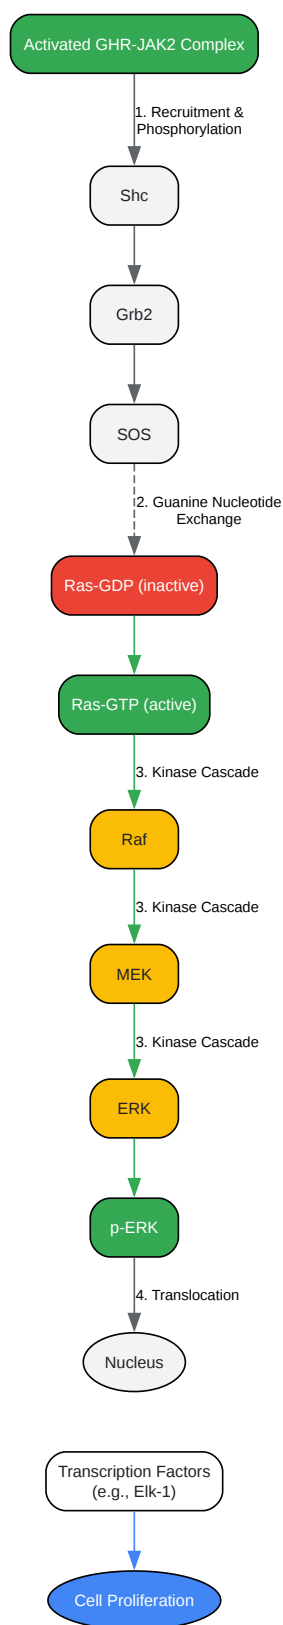 Activated GHR-JAK2 Complex
1. Recruitment &
Phosphorylation
Shc
Grb2
SOS
2. Guanine Nucleotide
Exchange
Ras-GDP (inactive)
Ras-GTP (active)
3. Kinase Cascade
Raf
3. Kinase Cascade
MEK
3. Kinase Cascade
ERK
p-ERK
4. Translocation
Nucleus
Transcription Factors
(e.g., Elk-1)
Cell Proliferation